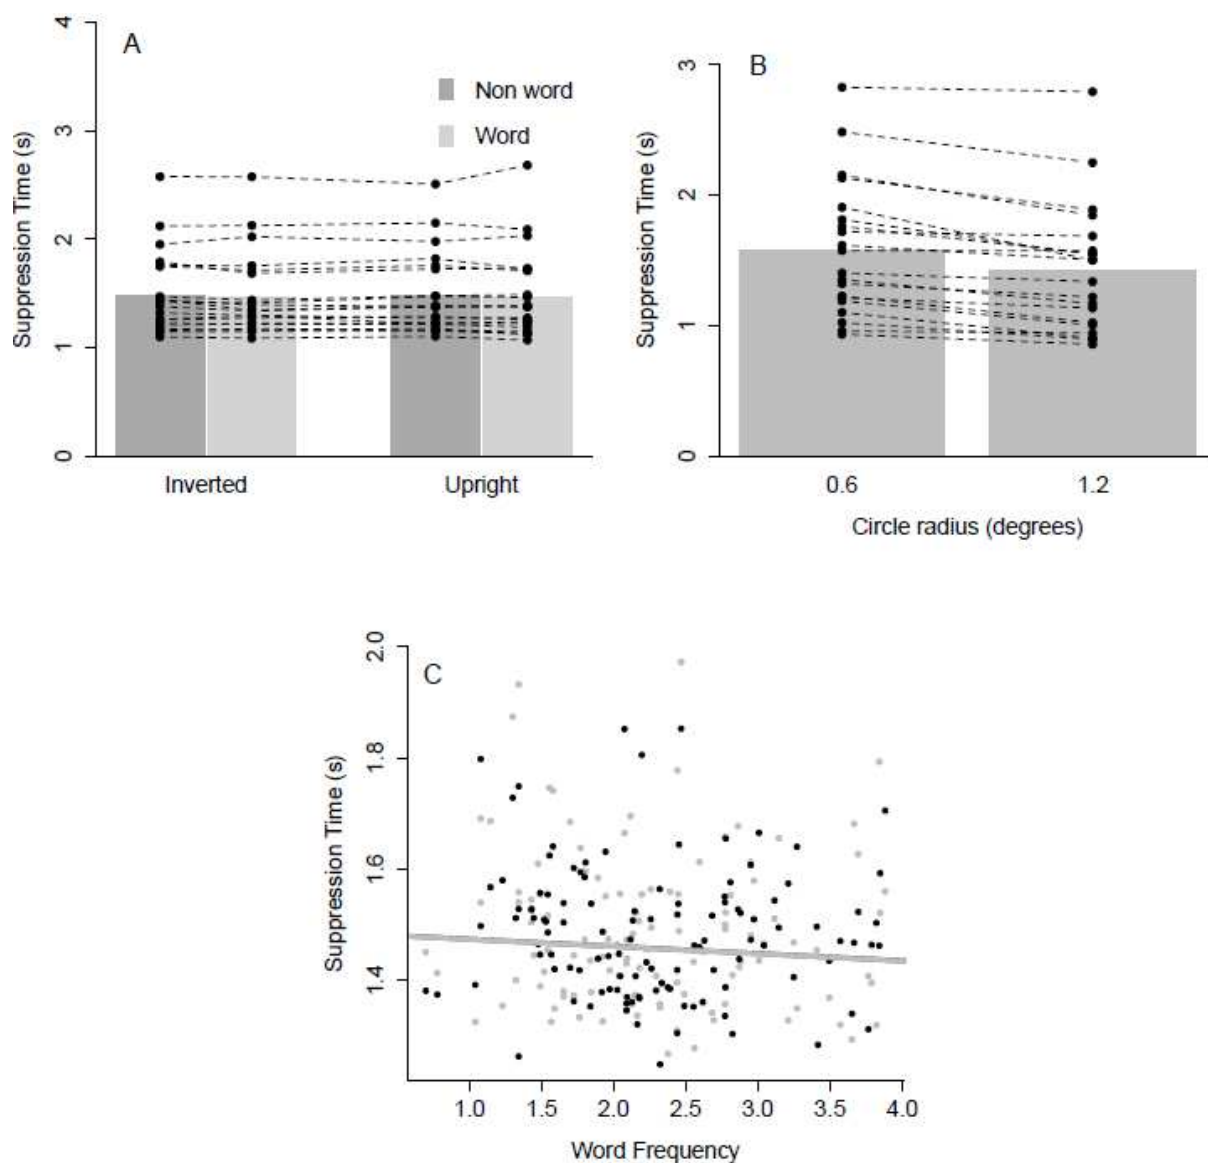 A
Non word
Word
Suppression Time (s)
0
1
2
3
4
Inverted
Upright
B
Suppression Time (s)
0
1
2
3
0.6
1.2
Circle radius (degrees)
C
Suppression Time (s)
1.4
1.6
1.8
2.0
1.0
1.5
2.0
2.5
3.0
3.5
4.0
Word Frequency